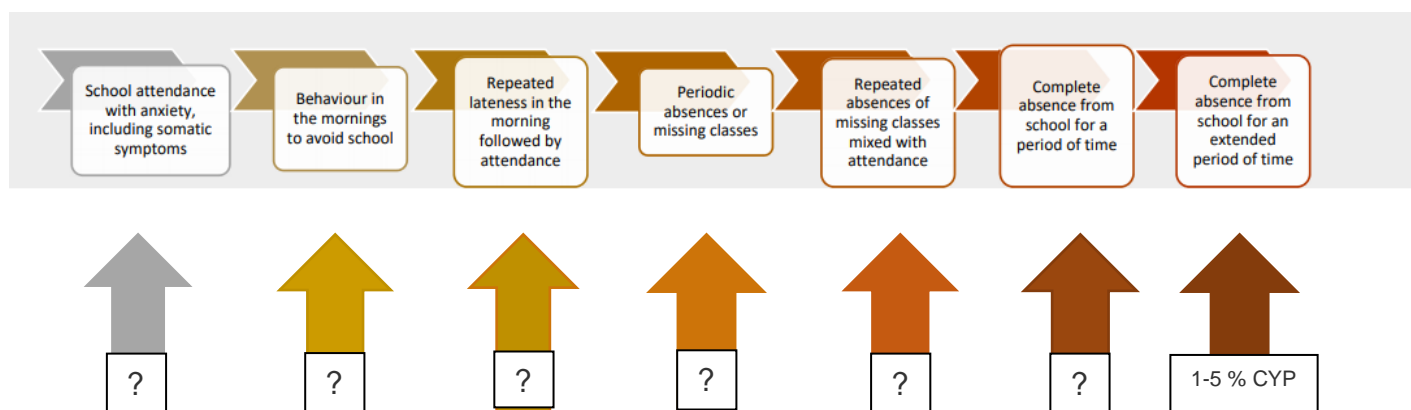 School attendance
with anxiety,
including somatic
symptoms
Behaviour in
the mornings
to avoid school
Repeated
lateness in the
morning
followed by
attendance
Periodic
absences or
missing classes
Repeated
absences of
missing classes
mixed with
attendance
Complete
absence from
school for a
period of time
Complete
absence from
school for an
extended
period of time
?
?
?
?
?
?
1-5 % CYP